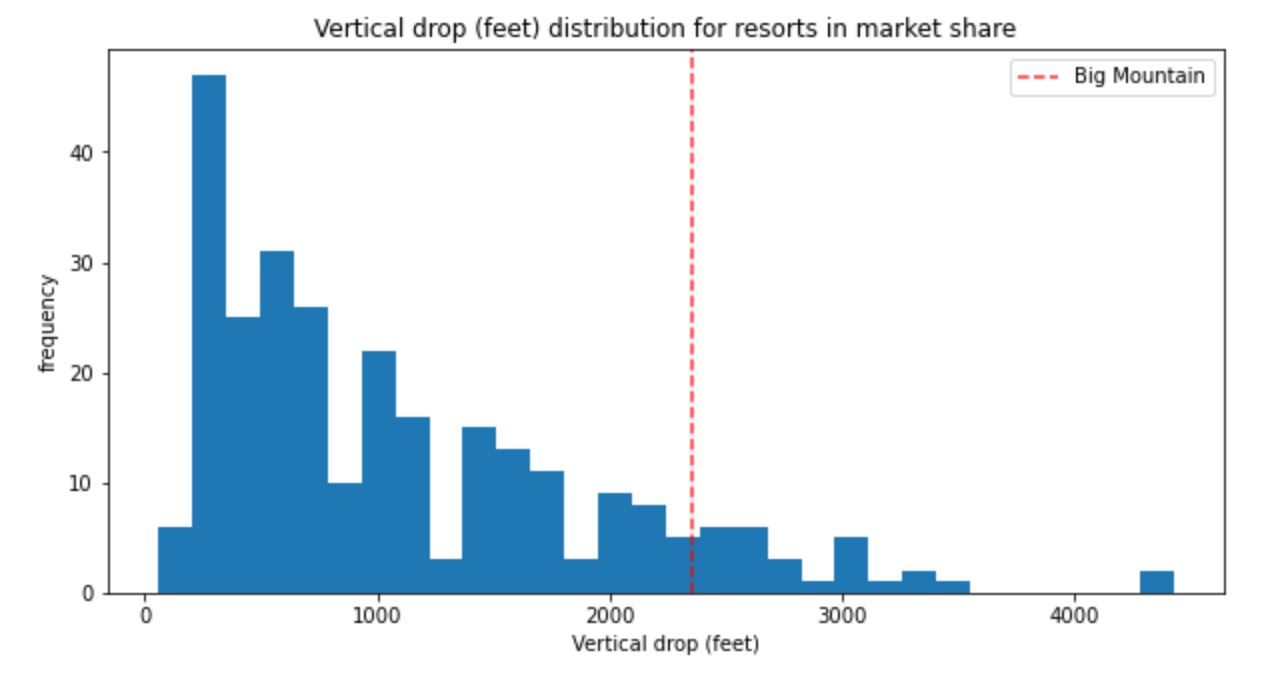 Vertical drop (feet) distribution for resorts in market share
Big Mountain
40
30
20
10
0
frequency
0 1000 2000 3000 4000
Vertical drop (feet)